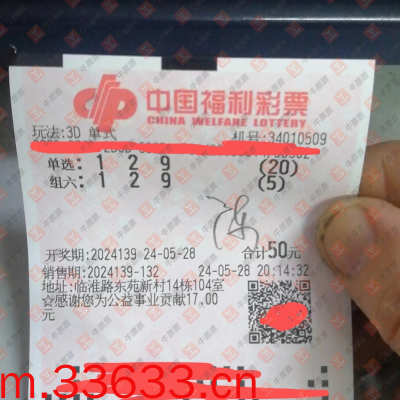 中国福利彩票
CHINA WELFARE LOTTERY
玩法:3D 单式 机号:34010509
单选: 1 2 9 (20)
组六: 1 2 9 (5)
开奖期:2024139 24-05-28 合计50元
销售期:2024139-132 24-05-28 20:14:32
地址:临淮路东苑新村14栋104室
☆感谢您为公益事业贡献17.00
元
m.33633.cn